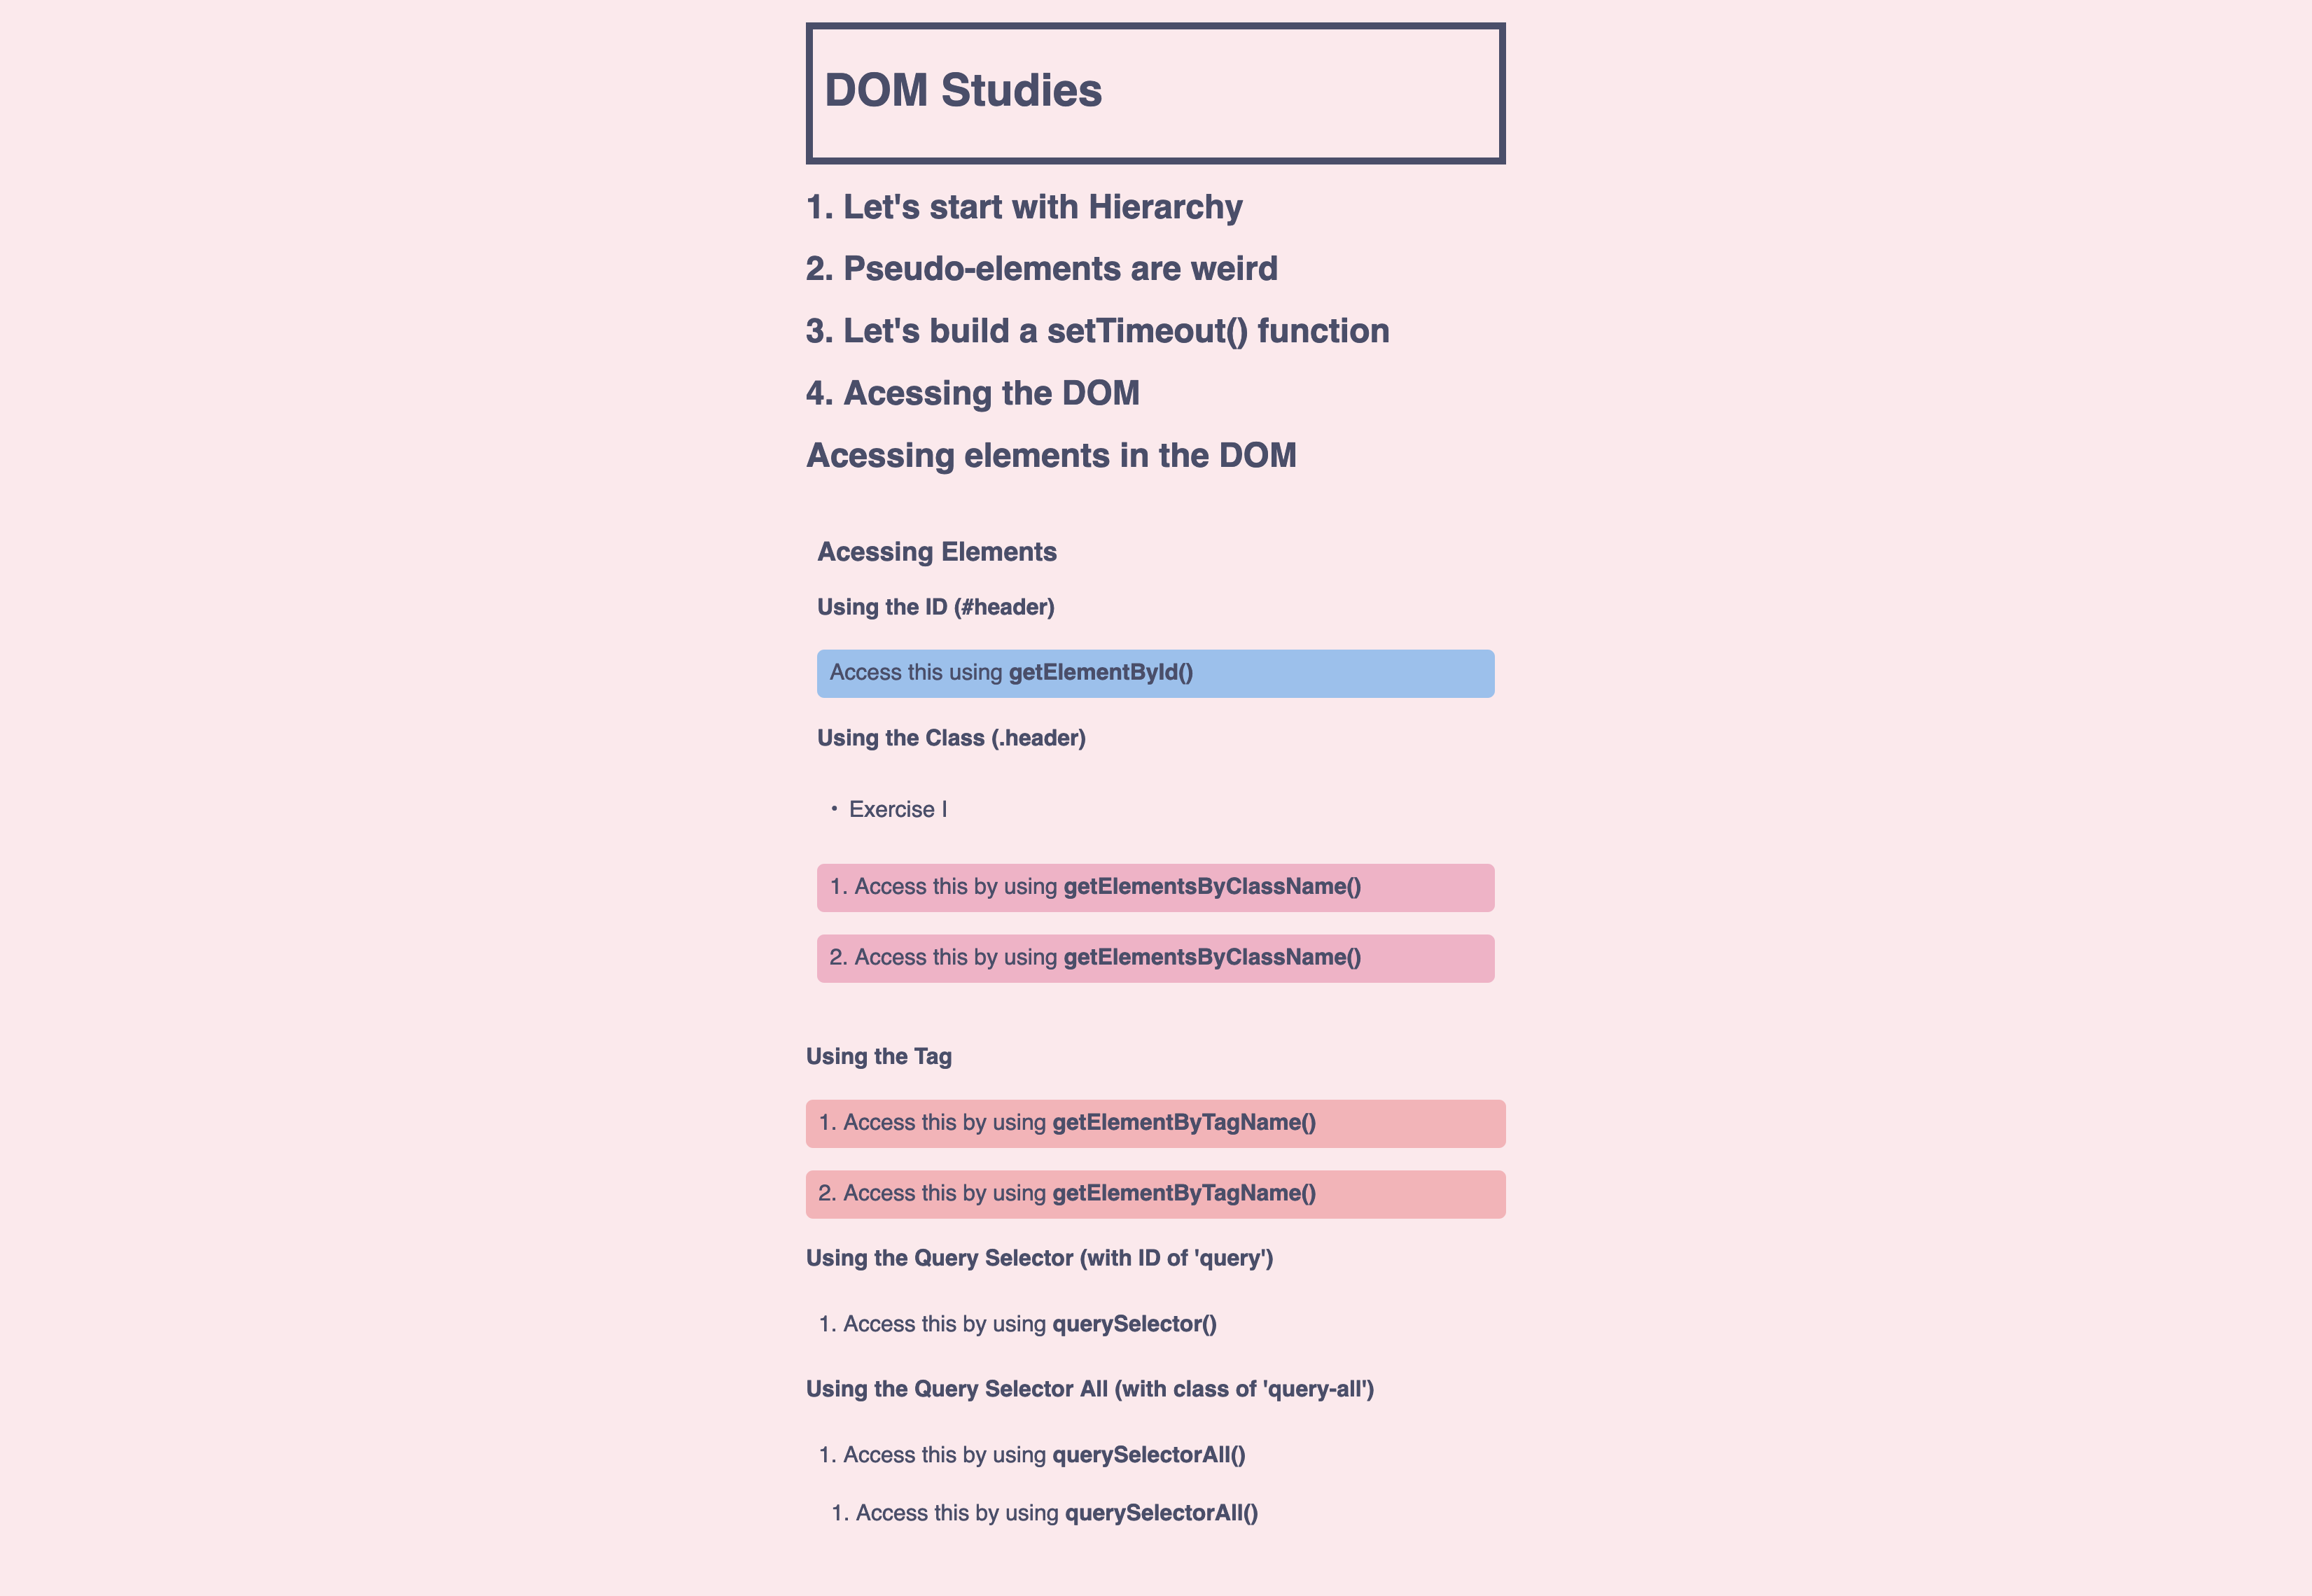 DOM Studies
1. Let's start with Hierarchy
2. Pseudo-elements are weird
3. Let's build a setTimeout() function
4. Acessing the DOM
Acessing elements in the DOM
Acessing Elements
Using the ID (#header)
Access this using getElementById()
Using the Class (.header)
• Exercise I
1. Access this by using getElementsByClassName()
2. Access this by using getElementsByClassName()
Using the Tag
1. Access this by using getElementByTagName()
2. Access this by using getElementByTagName()
Using the Query Selector (with ID of 'query')
1. Access this by using querySelector()
Using the Query Selector All (with class of 'query-all')
1. Access this by using querySelectorAll()
1. Access this by using querySelectorAll()